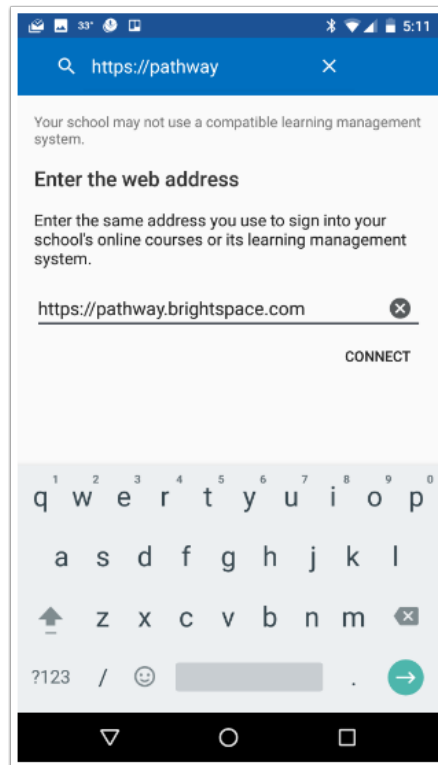 33° 5:11
https://pathway
Your school may not use a compatible learning management
system.
Enter the web address
Enter the same address you use to sign into your
school's online courses or its learning management
system.
https://pathway.brightspace.com
CONNECT
1 2 3 4 5 6 7 8 9 0
q w e r t y u i o p
a s d f g h j k l
z x c v b n m
?123 / .